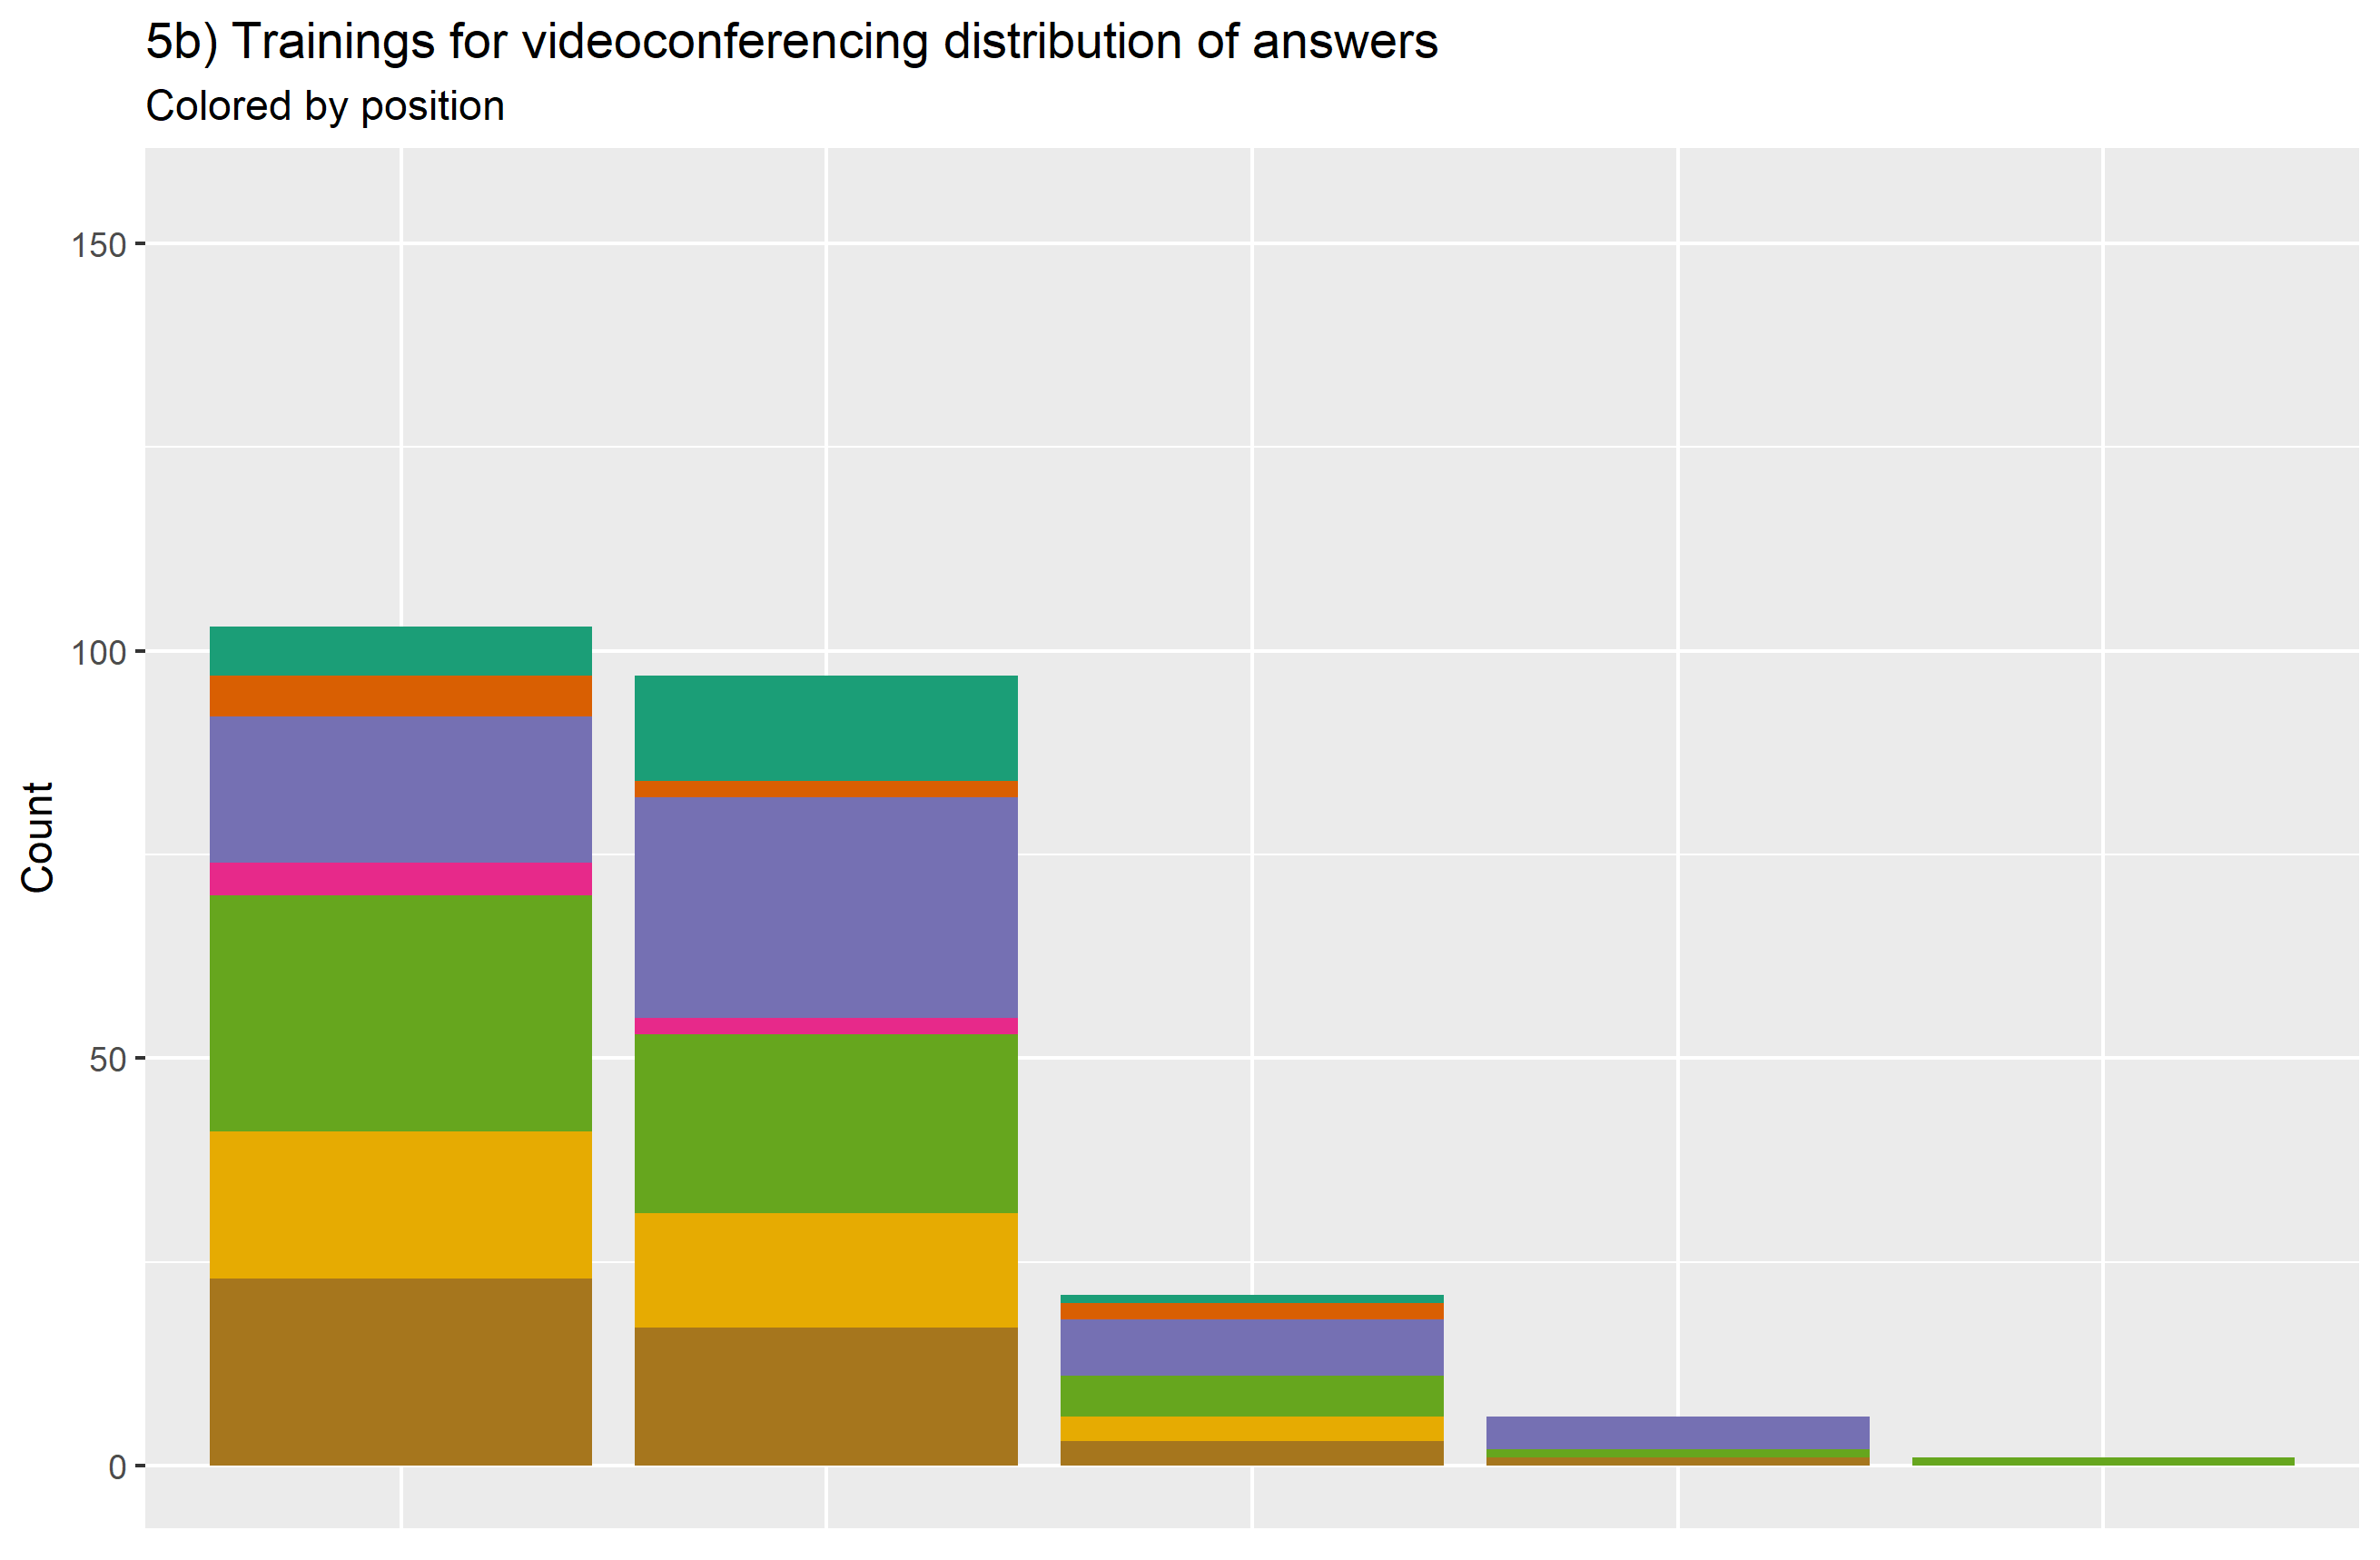 5b) Trainings for videoconferencing distribution of answers
Colored by position
150
100
50
0
Count